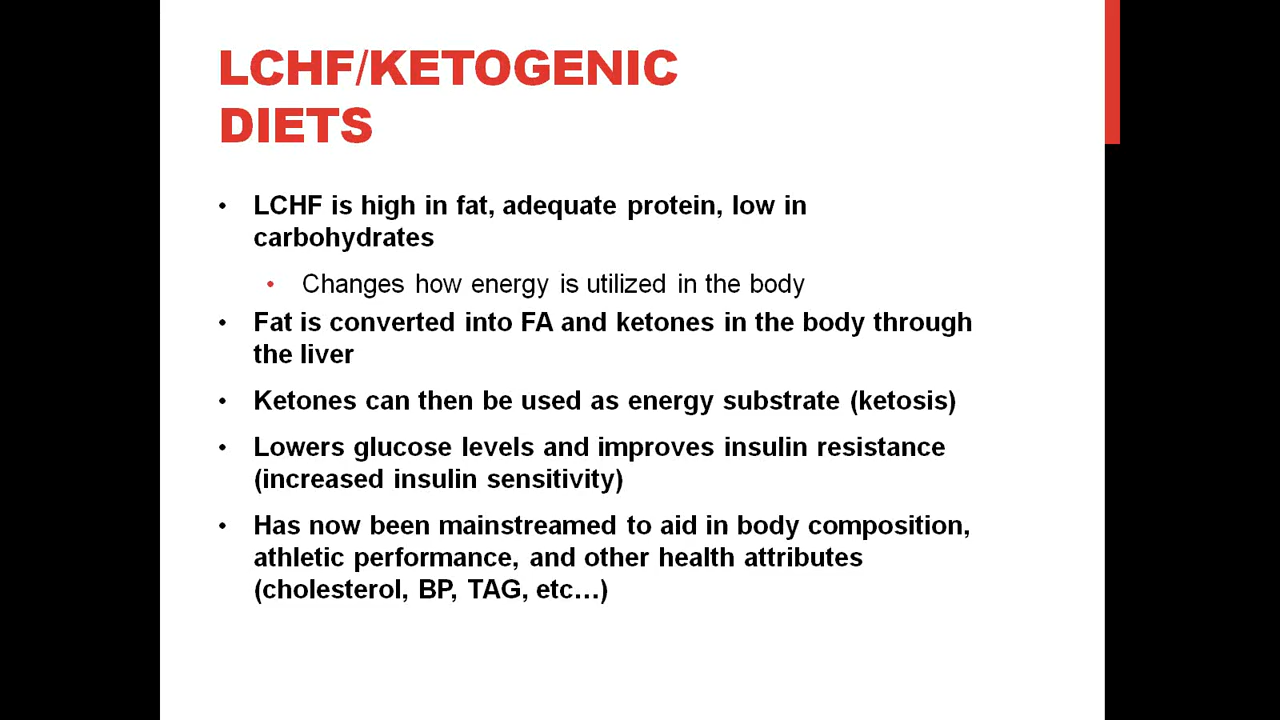 LCHF/KETOGENIC
DIETS
• LCHF is high in fat, adequate protein, low in
carbohydrates
• Changes how energy is utilized in the body
• Fat is converted into FA and ketones in the body through
the liver
• Ketones can then be used as energy substrate (ketosis)
• Lowers glucose levels and improves insulin resistance
(increased insulin sensitivity)
• Has now been mainstreamed to aid in body composition,
athletic performance, and other health attributes
(cholesterol, BP, TAG, etc…)